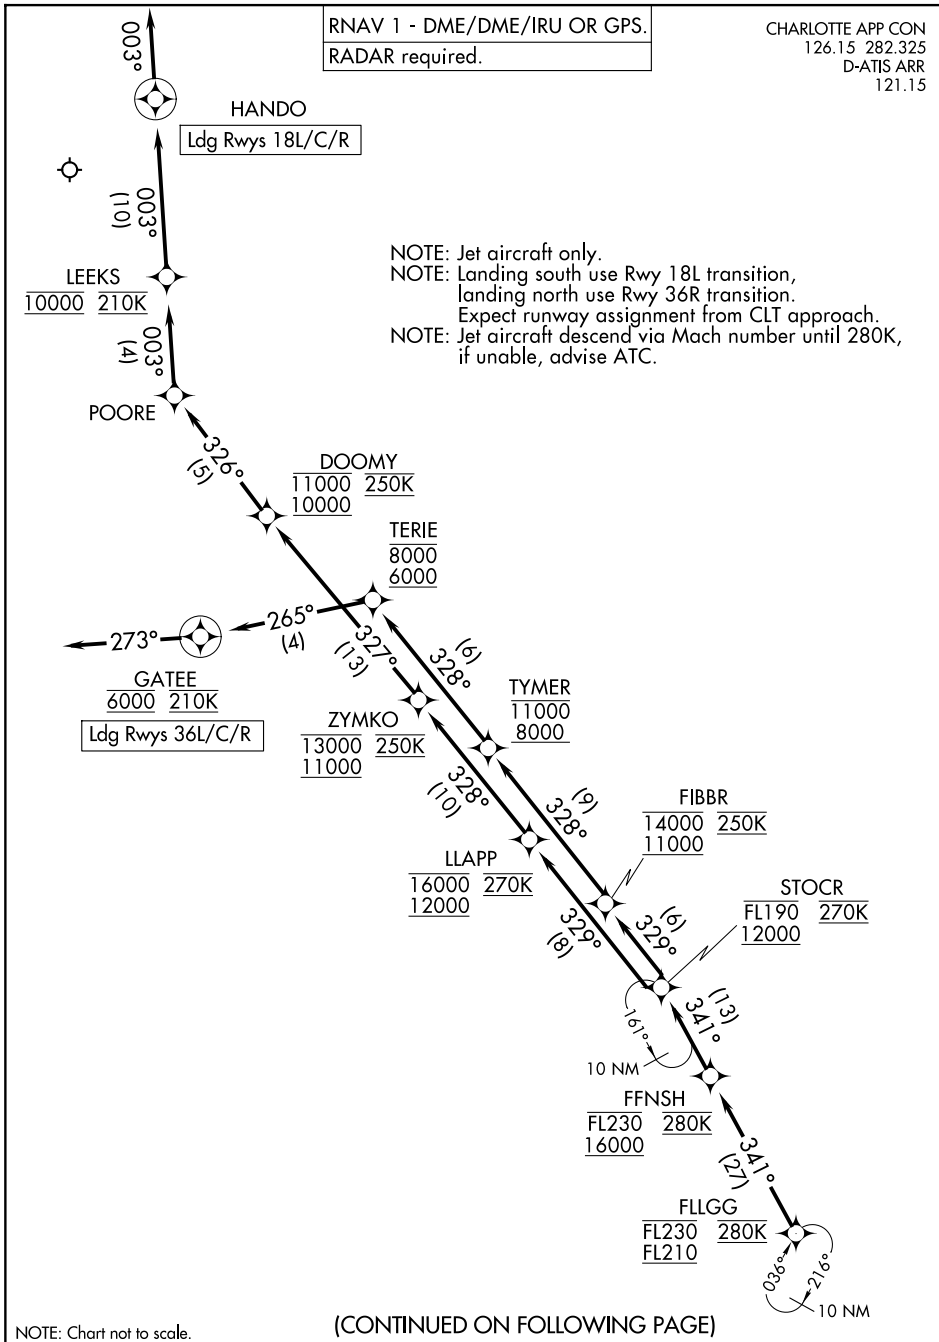 RNAV 1 - DME/DME/IRU OR GPS.
RADAR required.
CHARLOTTE APP CON
126.15 282.325
D-ATIS ARR
121.15
003°
HANDO
Ldg Rwys 18L/C/R
003°
(10)
LEEKS
10000 210K
003°
(4)
POORE
NOTE: Jet aircraft only.
NOTE: Landing south use Rwy 18L transition,
landing north use Rwy 36R transition.
Expect runway assignment from CLT approach.
NOTE: Jet aircraft descend via Mach number until 280K,
if unable, advise ATC.
326°
(5)
DOOMY
11000 250K
10000
TERIE
8000
6000
265°
(4)
273°
GATEE
6000 210K
Ldg Rwys 36L/C/R
327°
(13)
(6)
328°
TYMER
11000
8000
ZYMKO
13000 250K
11000
328°
(10)
(9)
328°
FIBBR
14000 250K
11000
LLAPP
16000 270K
12000
STOCR
FL190 270K
12000
329°
(8)
(6)
329°
161°
10 NM
(13)
341°
FFNSH
FL230 280K
16000
341°
(27)
FLLGG
FL230 280K
FL210
036°
216°
10 NM
NOTE: Chart not to scale.
(CONTINUED ON FOLLOWING PAGE)